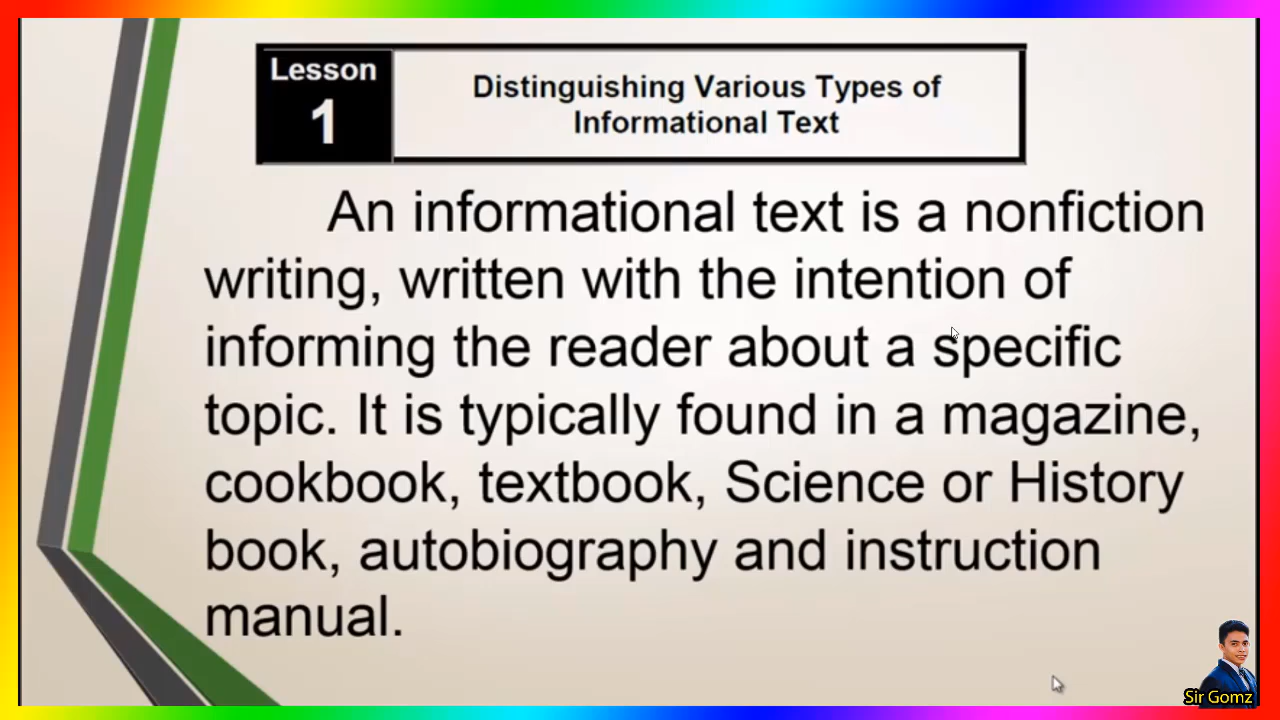 Lesson
1
Distinguishing Various Types of
Informational Text
An informational text is a nonfiction
writing, written with the intention of
informing the reader about a specific
topic. It is typically found in a magazine,
cookbook, textbook, Science or History
book, autobiography and instruction
manual.
Sir Gomz